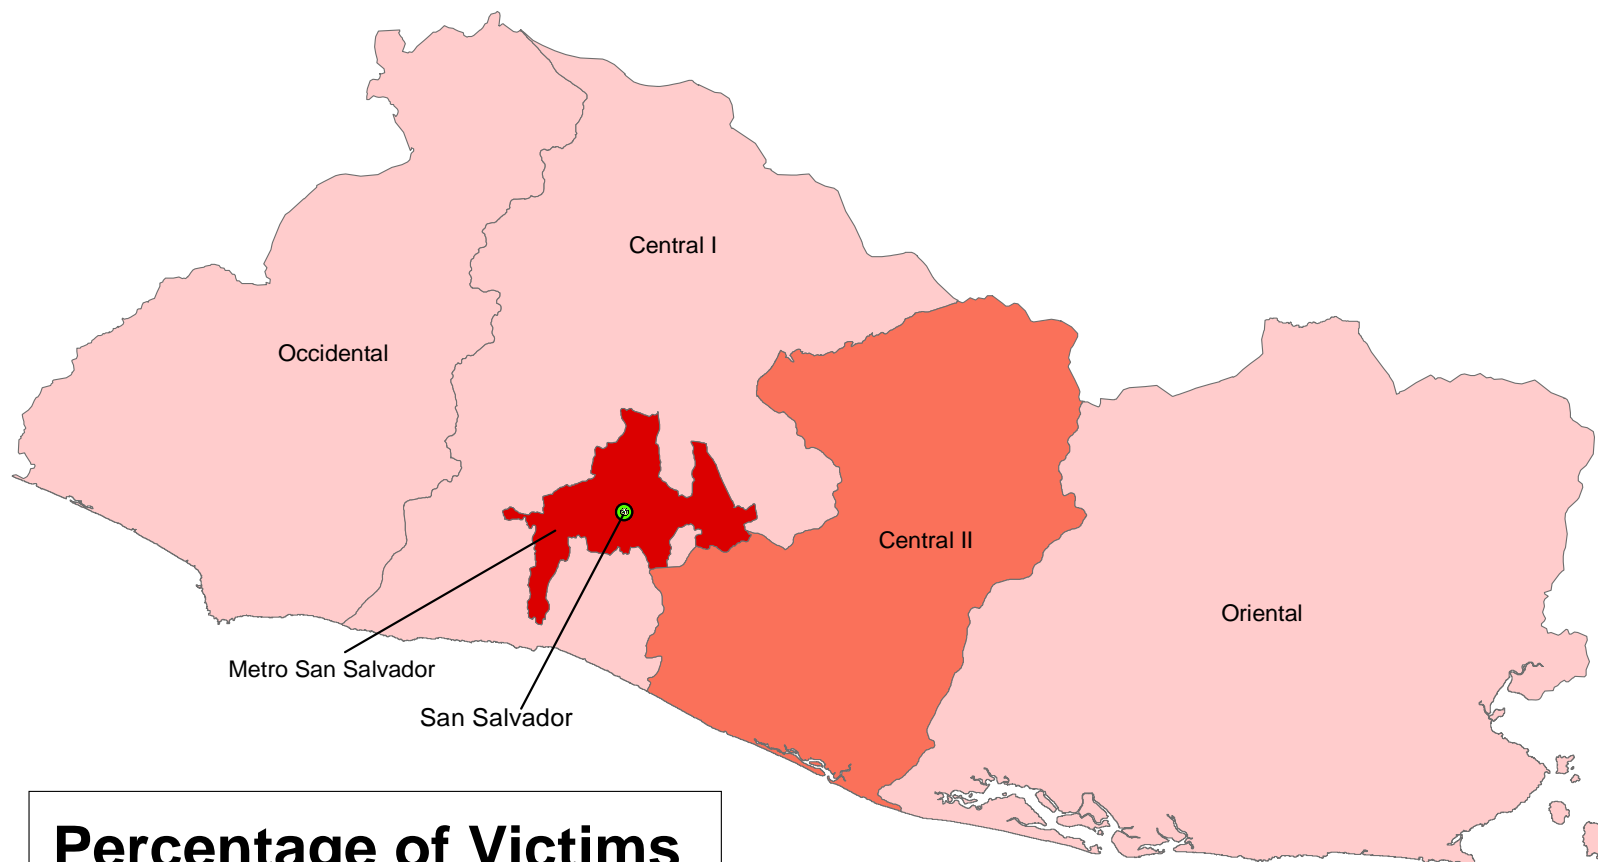 Central I
Occidental
Central II
Oriental
Metro San Salvador
San Salvador
Percentage of Victims